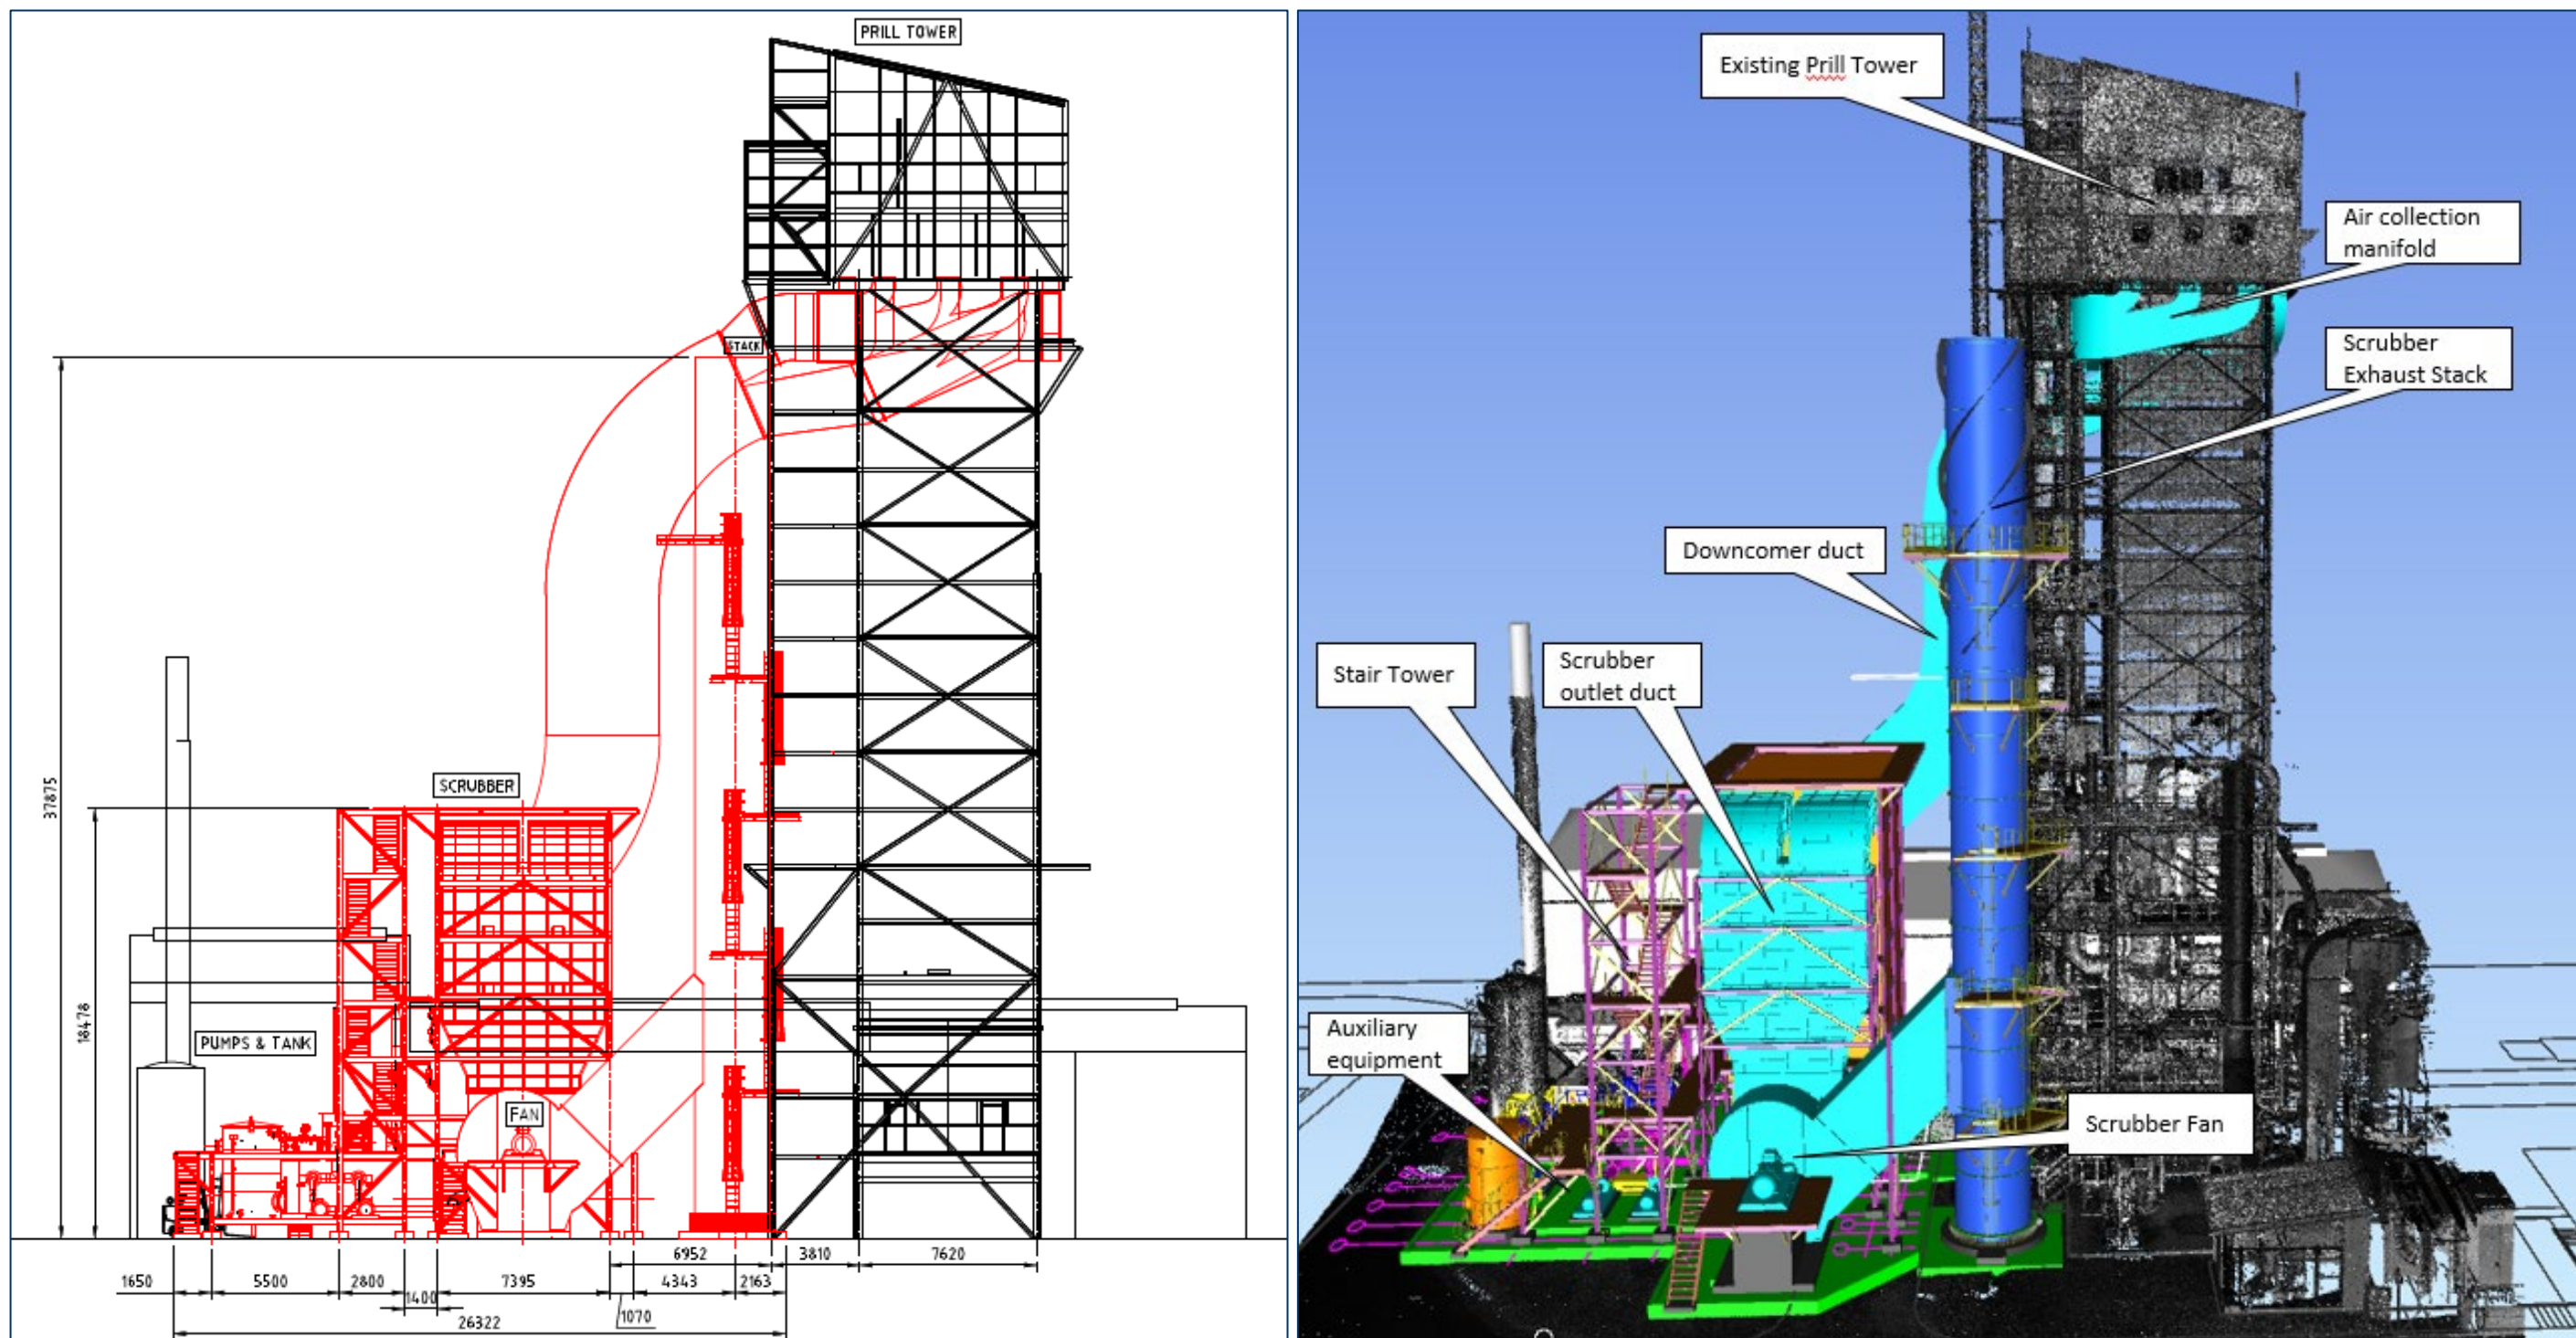 PRILL TOWER
STACK
37875
SCRUBBER
18478
PUMPS & TANK
FAN
6952
3810
7620
1650
5500
2800
7395
4343
2163
1400
1070
26322
Existing Prill Tower
Air collection
manifold
Scrubber
Exhaust Stack
Downcomer duct
Stair Tower
Scrubber
outlet duct
Auxiliary
equipment
Scrubber Fan